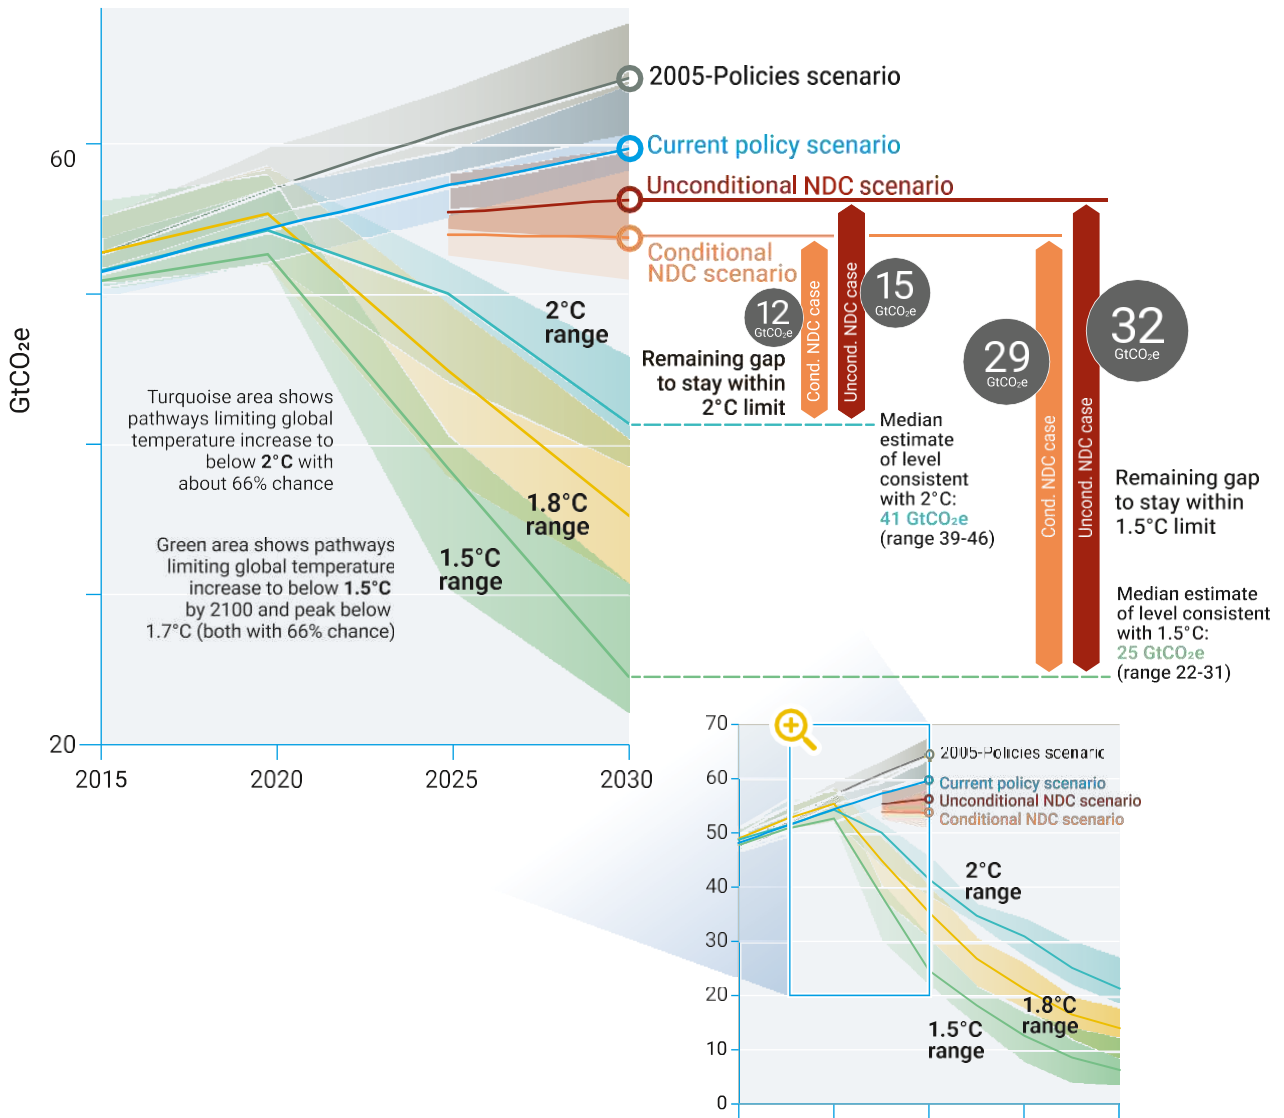 2005-Policies scenario
Current policy scenario
Unconditional NDC scenario
Conditional
NDC scenario
60
20
GtCO₂e
2015
2020
2025
2030
2°C
range
1.8°C
range
1.5°C
range
Turquoise area shows
pathways limiting global
temperature increase to
below 2°C with
about 66% chance
Green area shows pathways
limiting global temperature
increase to below 1.5°C
by 2100 and peak below
1.7°C (both with 66% chance)
12
GtCO₂e
Cond. NDC case
Uncond. NDC case
15
GtCO₂e
Remaining gap
to stay within
2°C limit
Median
estimate
of level
consistent
with 2°C:
41 GtCO₂e
(range 39-46)
29
GtCO₂e
Cond. NDC case
Uncond. NDC case
32
GtCO₂e
Remaining gap
to stay within
1.5°C limit
Median estimate
of level consistent
with 1.5°C:
25 GtCO₂e
(range 22-31)
70
60
50
40
30
20
10
0
2005-Policies scenario
Current policy scenario
Unconditional NDC scenario
Conditional NDC scenario
2°C
range
1.8°C
range
1.5°C
range